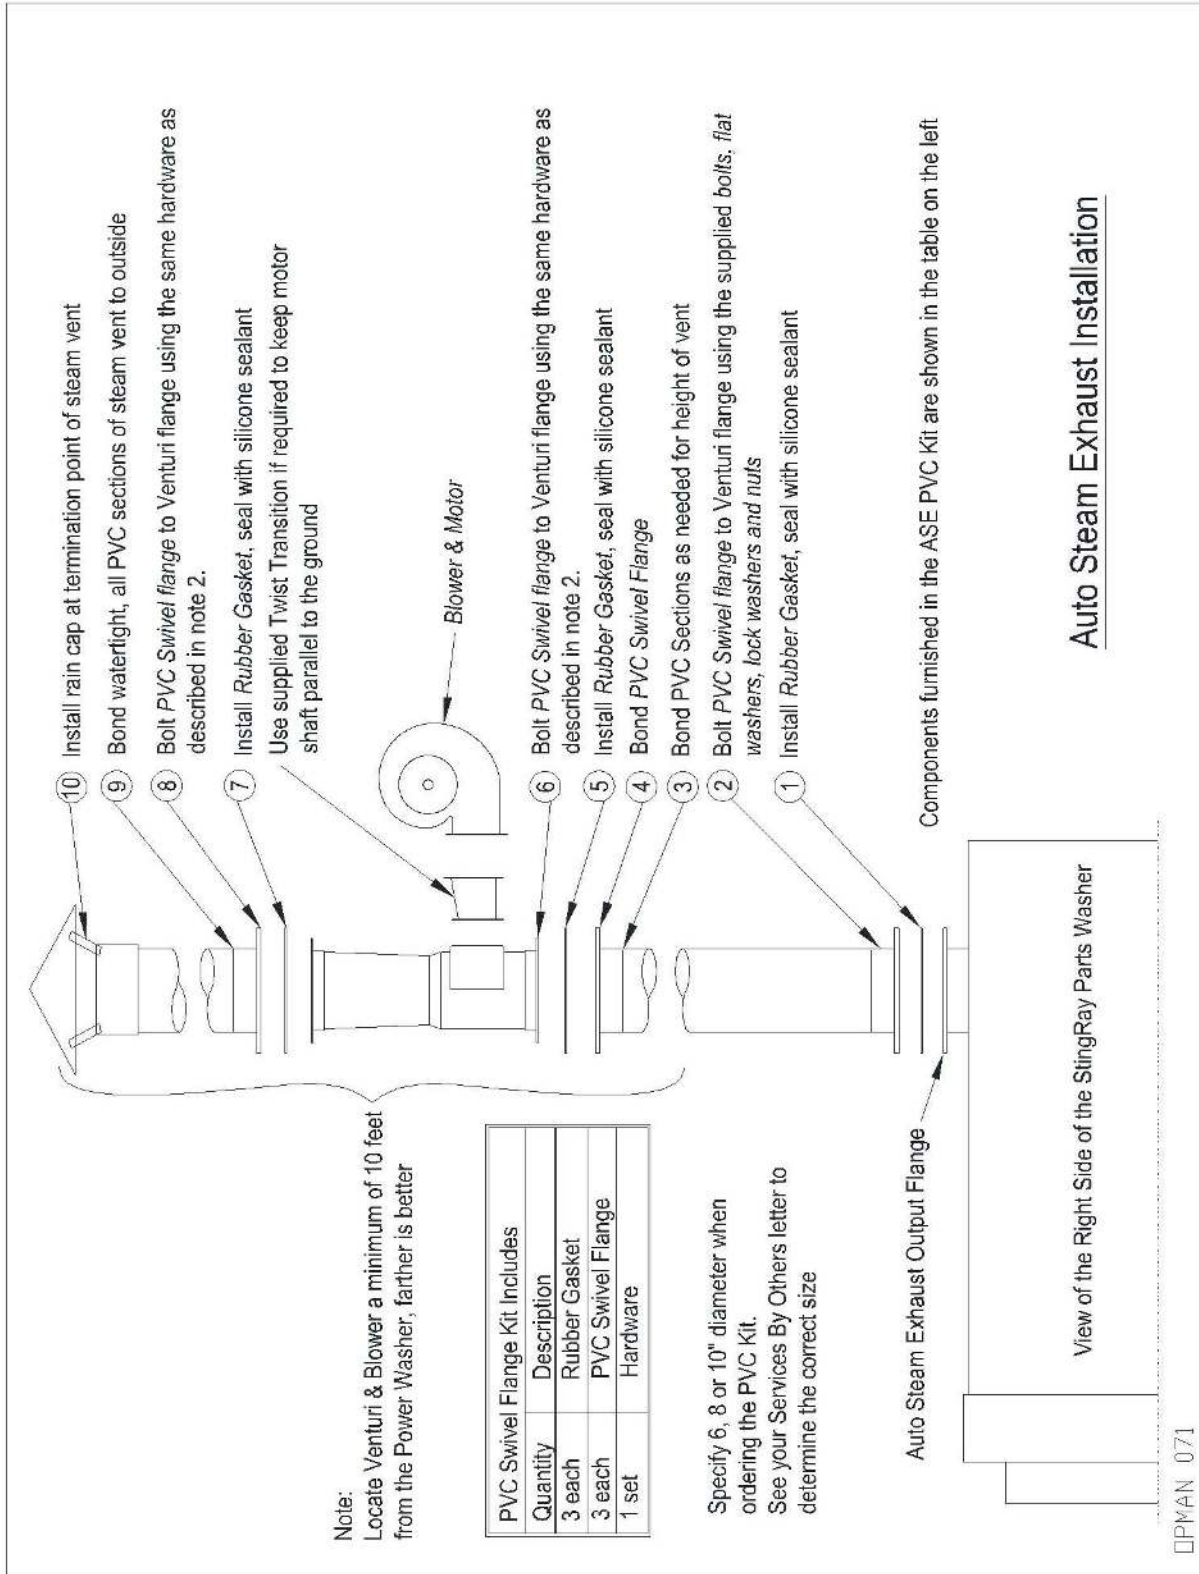 10 Install rain cap at termination point of steam vent
9 Bond watertight, all PVC sections of steam vent to outside
8 Bolt PVC Swivel flange to Venturi flange using the same hardware as
described in note 2.
7 Install Rubber Gasket, seal with silicone sealant
Use supplied Twist Transition if required to keep motor
shaft parallel to the ground
Blower & Motor
6 Bolt PVC Swivel flange to Venturi flange using the same hardware as
described in note 2.
5 Install Rubber Gasket, seal with silicone sealant
4 Bond PVC Swivel Flange
3 Bond PVC Sections as needed for height of vent
2 Bolt PVC Swivel flange to Venturi flange using the supplied bolts, flat
washers, lock washers and nuts
1 Install Rubber Gasket, seal with silicone sealant
Note:
Locate Venturi & Blower a minimum of 10 feet
from the Power Washer, farther is better
PVC Swivel Flange Kit Includes
Quantity Description
3 each Rubber Gasket
3 each PVC Swivel Flange
1 set Hardware
Specify 6, 8 or 10" diameter when
ordering the PVC Kit.
See your Services By Others letter to
determine the correct size
Auto Steam Exhaust Output Flange
Components furnished in the ASE PVC Kit are shown in the table on the left
View of the Right Side of the StingRay Parts Washer
Auto Steam Exhaust Installation
OPMAN 071